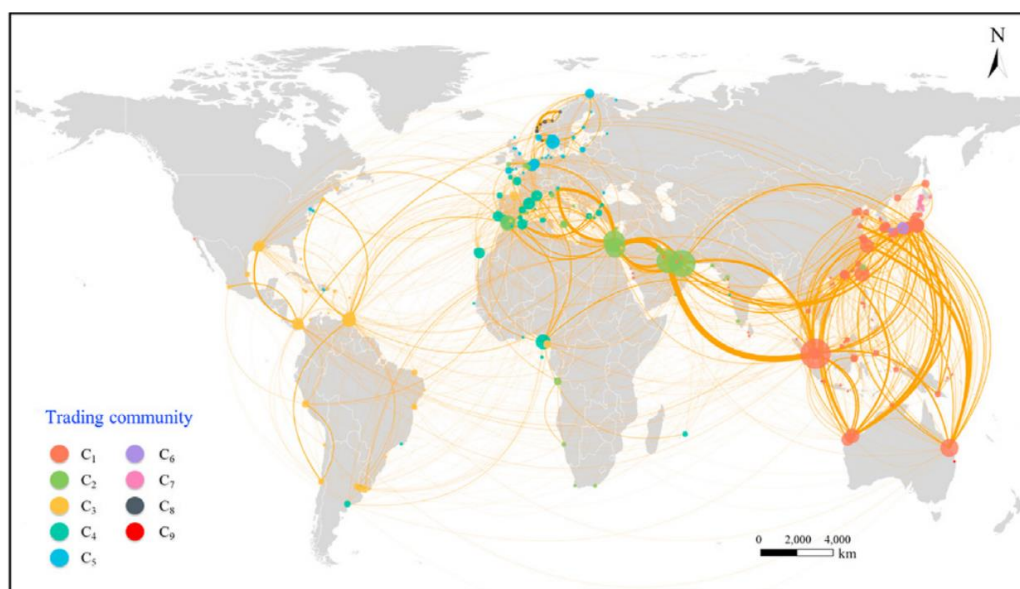 N
Trading community
C₁
C₆
C₂
C₇
C₃
C₈
C₄
C₉
C₅
0 2,000 4,000
km